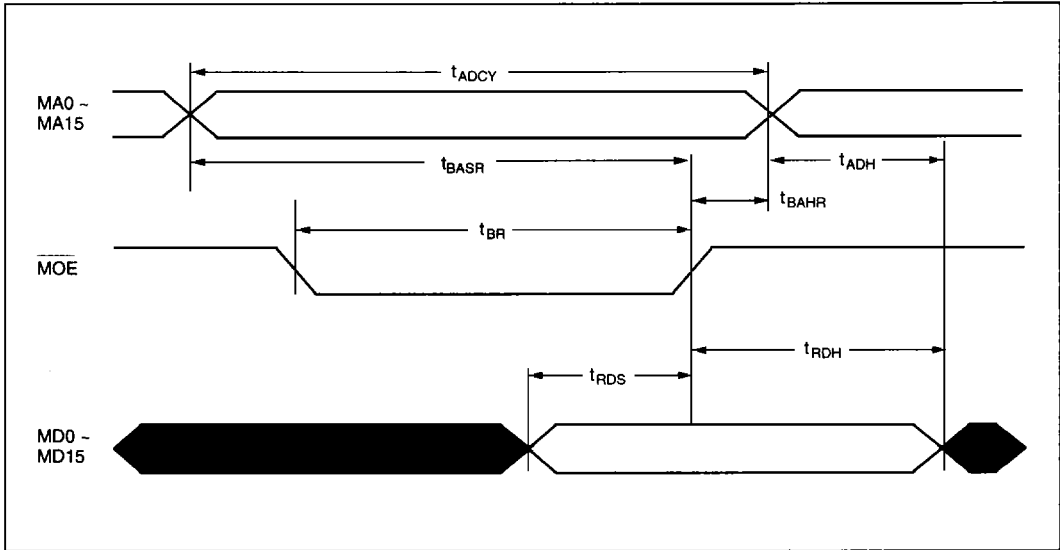 tADCY
MA0 ~
MA15
tBASR
tADH
tBAHR
tBR
MOE
tRDH
tRDS
MD0 ~
MD15